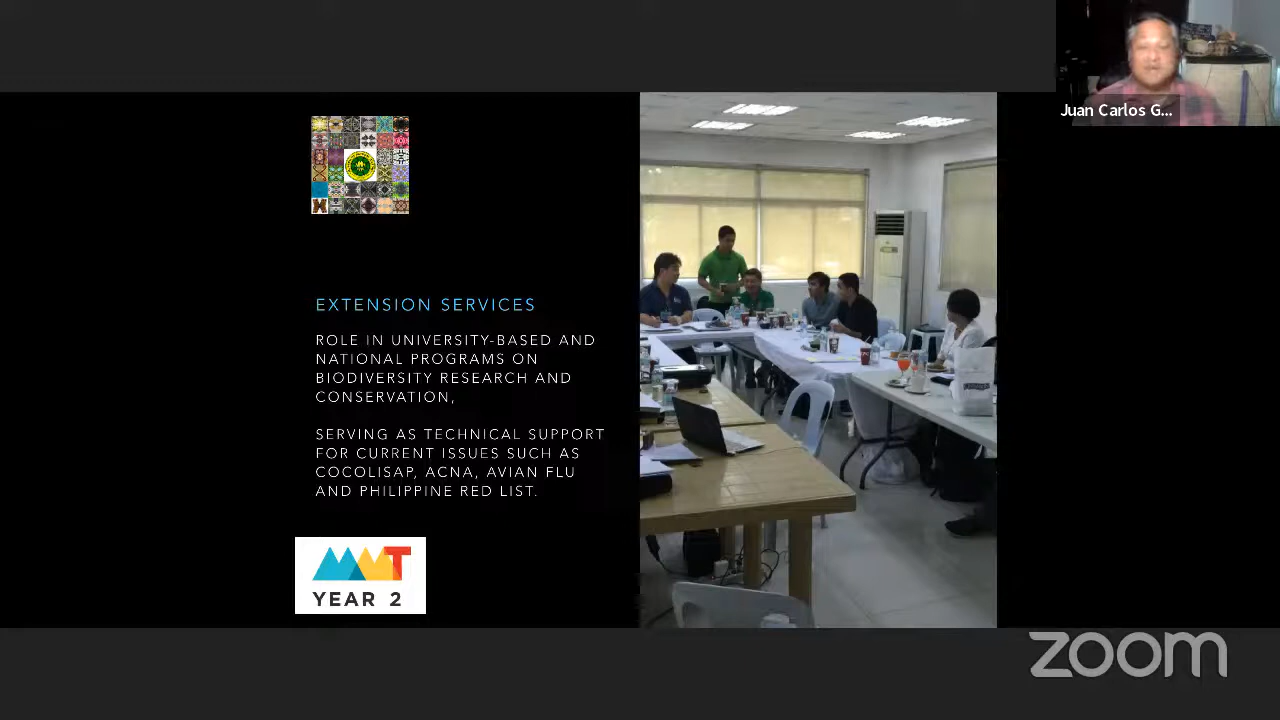 Juan Carlos G...
EXTENSION SERVICES
ROLE IN UNIVERSITY-BASED AND
NATIONAL PROGRAMS ON
BIODIVERSITY RESEARCH AND
CONSERVATION,
SERVING AS TECHNICAL SUPPORT
FOR CURRENT ISSUES SUCH AS
COCOLISAP, ACNA, AVIAN FLU
AND PHILIPPINE RED LIST.
MMT
YEAR 2
zoom